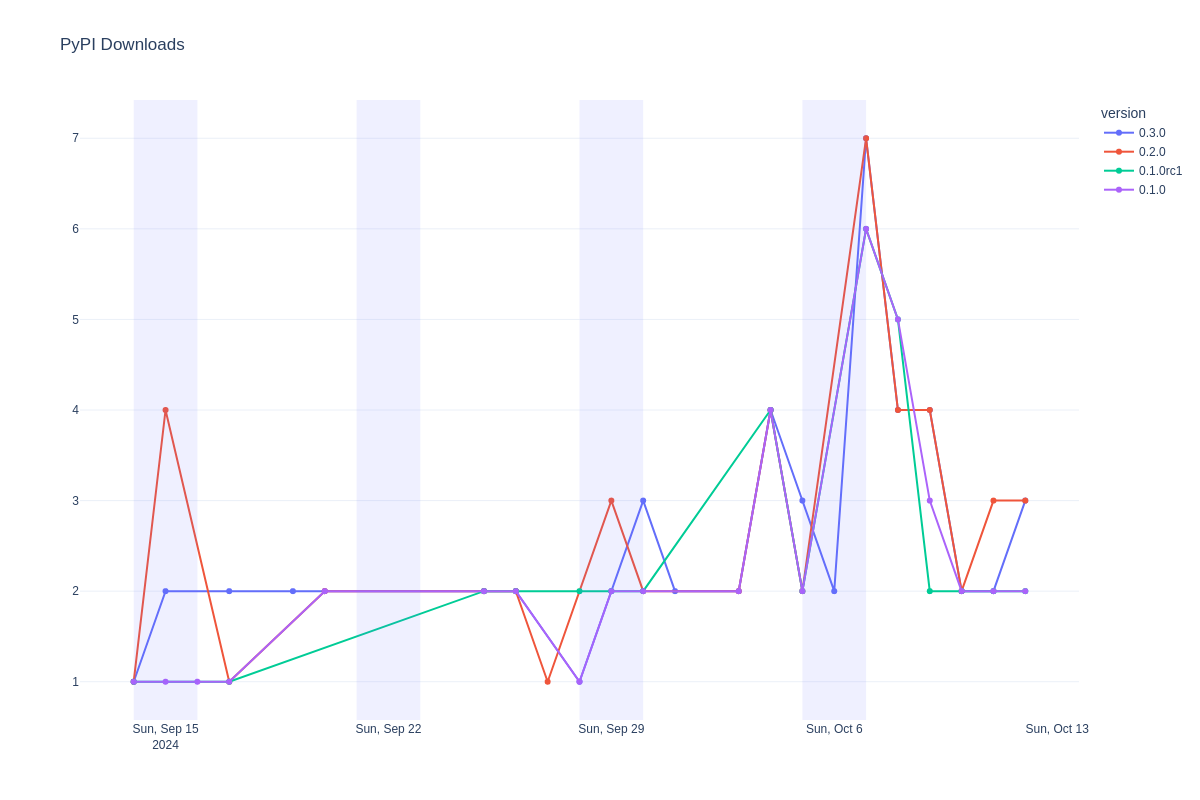 PyPI Downloads
version
0.3.0
0.2.0
0.1.0rc1
0.1.0
7
6
5
4
3
2
1
Sun, Sep 15
2024
Sun, Sep 22
Sun, Sep 29
Sun, Oct 6
Sun, Oct 13